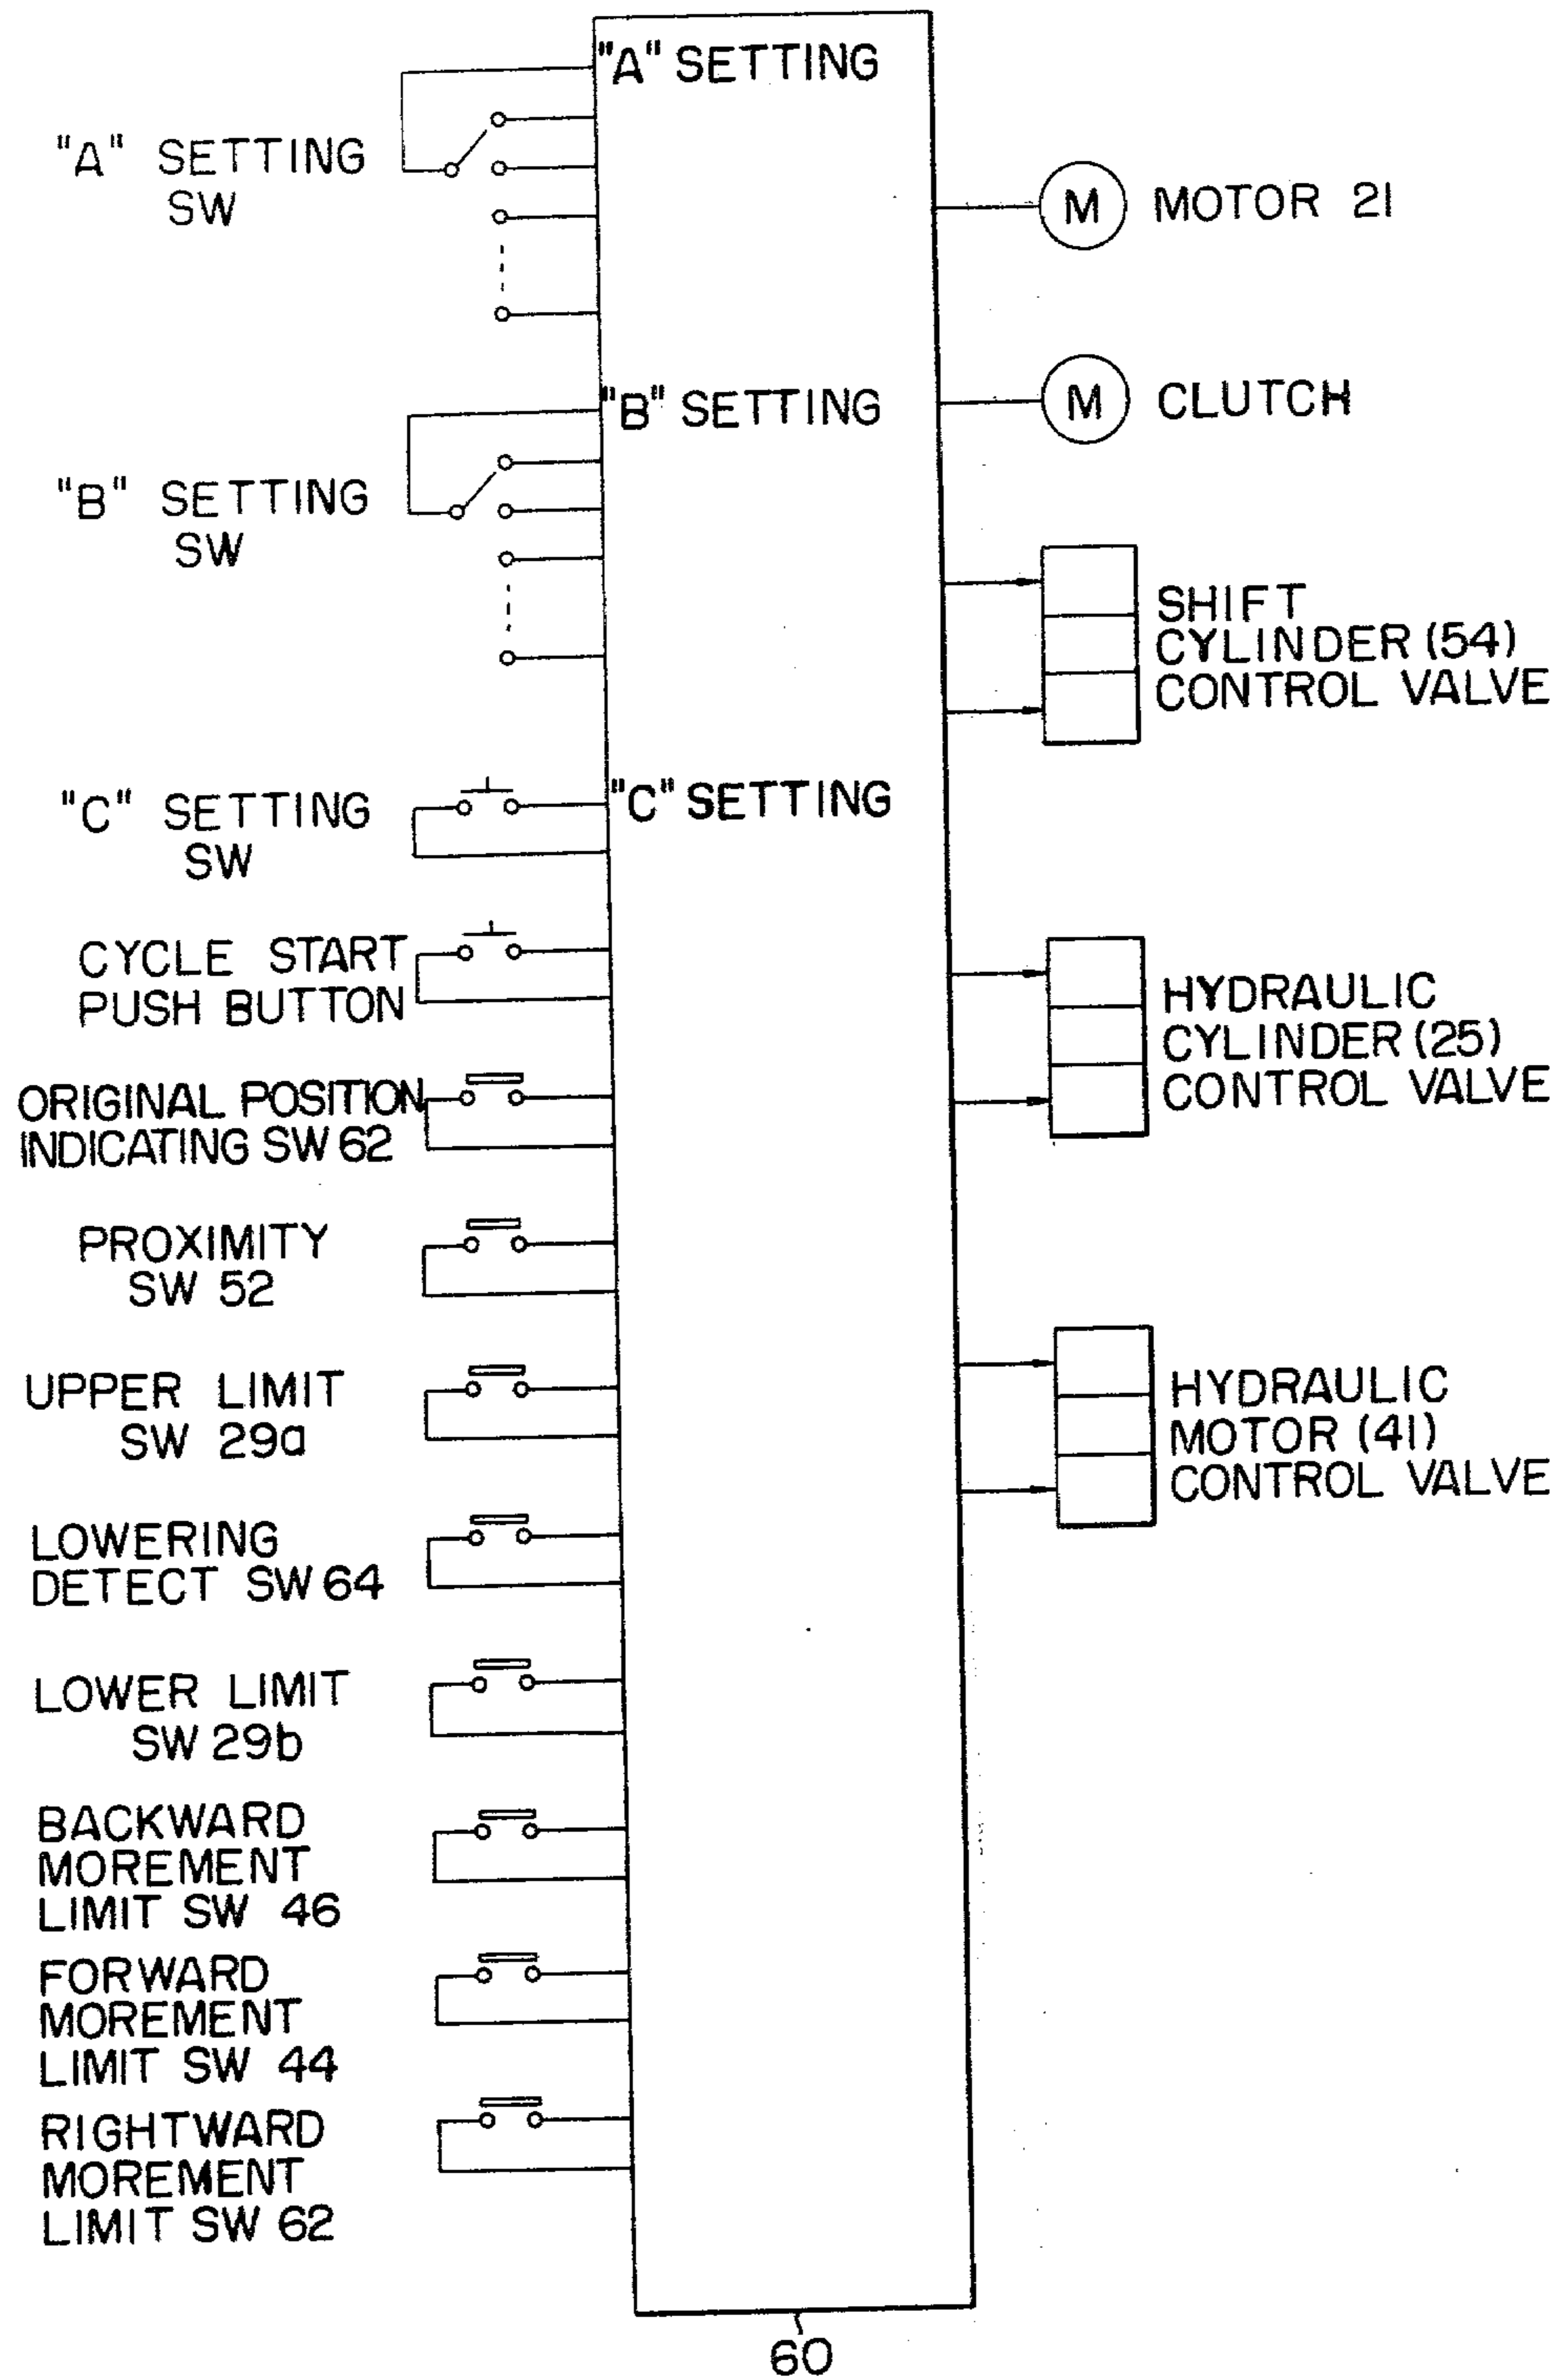 "A" SETTING
"A" SETTING
SW
"B" SETTING
"B" SETTING
SW
"C" SETTING
"C" SETTING
SW
CYCLE START
PUSH BUTTON
ORIGINAL POSITION
INDICATING SW 62
PROXIMITY
SW 52
UPPER LIMIT
SW 29a
LOWERING
DETECT SW 64
LOWER LIMIT
SW 29b
BACKWARD
MOREMENT
LIMIT SW 46
FORWARD
MOREMENT
LIMIT SW 44
RIGHTWARD
MOREMENT
LIMIT SW 62
M MOTOR 21
M CLUTCH
SHIFT
CYLINDER (54)
CONTROL VALVE
HYDRAULIC
CYLINDER (25)
CONTROL VALVE
HYDRAULIC
MOTOR (41)
CONTROL VALVE
60